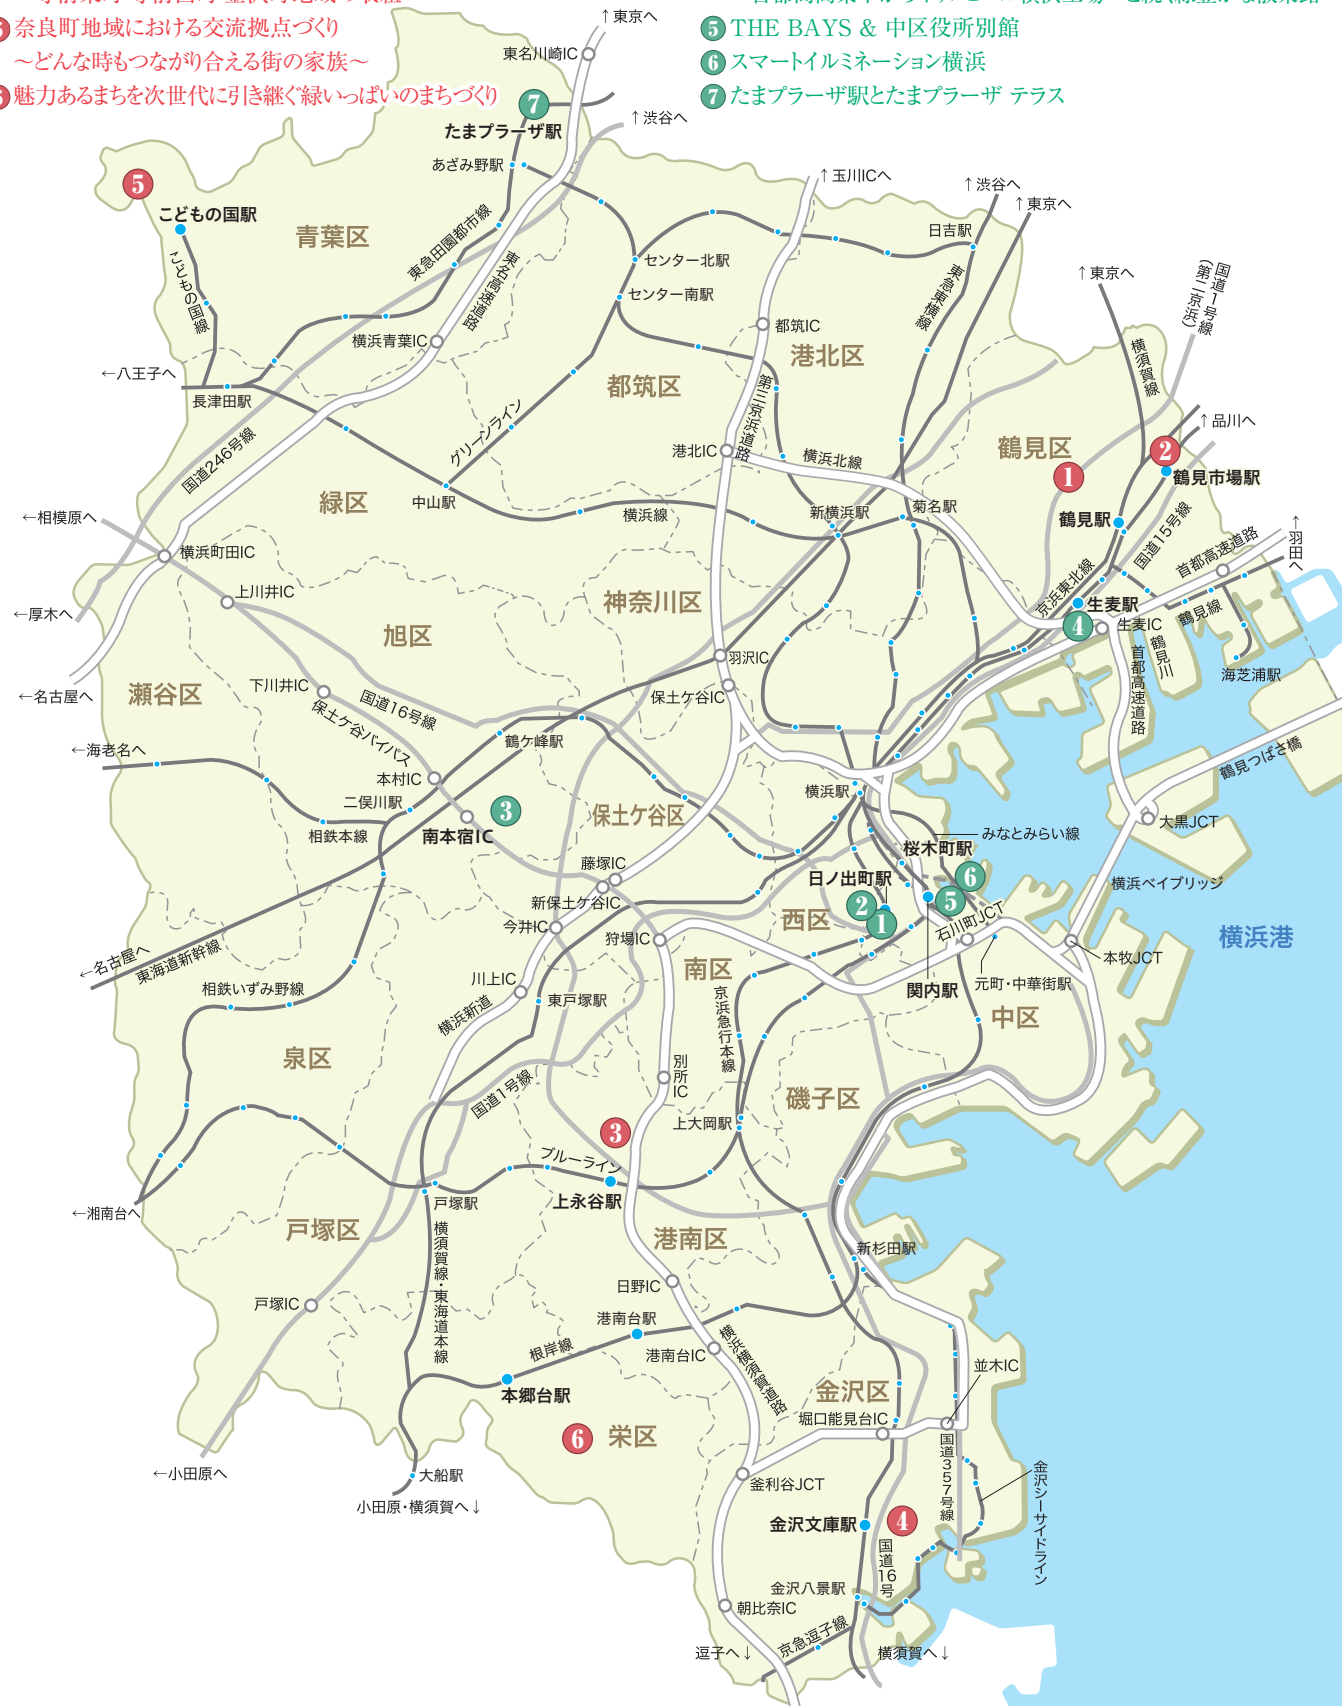 奈良町地域における交流拠点づくり
～どんな時もつながり合える街の家族～
魅力あるまちを次世代に引き継ぐ緑いっぱいのまちづくり
5 THE BAYS & 中区役所別館
6 スマートイルミネーション横浜
7 たまプラーザ駅とたまプラーザ テラス
↑東京へ
東名川崎IC
7
たまプラーザ駅
↑渋谷へ
あざみ野駅
↑玉川ICへ
↑渋谷へ
↑東京へ
5
こどもの国駅
青葉区
東急田園都市線
東名高速道路
こどもの国線
センター北駅
センター南駅
日吉駅
東急東横線
↑東京へ
国道1号線
(第二京浜)
横須賀線
横浜青葉IC
都筑IC
港北区
←八王子へ
長津田駅
都筑区
第三京浜道路
グリーンライン
↑品川へ
国道246号線
港北IC
横浜北線
鶴見区
2
1
鶴見市場駅
緑区
中山駅
横浜線
新横浜駅
菊名駅
鶴見駅
国道15号線
←相模原へ
横浜町田IC
首都高速道路
↑羽田へ
上川井IC
神奈川区
京浜東北線
生麦駅
4
生麦IC
鶴見線
←厚木へ
旭区
鶴見川
首都高速道路
海芝浦駅
羽沢IC
←名古屋へ
瀬谷区
下川井IC
国道16号線
保土ケ谷IC
保土ケ谷バイパス
←海老名へ
鶴ケ峰駅
鶴見つばさ橋
本村IC
二俣川駅
3
相鉄本線
南本宿IC
保土ケ谷区
横浜駅
みなとみらい線
大黒JCT
桜木町駅
藤塚IC
日ノ出町駅
6
横浜ベイブリッジ
新保土ケ谷IC
2
5
1
今井IC
西区
石川町JCT
狩場IC
横浜港
←名古屋へ
東海道新幹線
南区
本牧JCT
川上IC
元町・中華街駅
関内駅
相鉄いずみ野線
横浜新道
東戸塚駅
京浜急行本線
中区
泉区
別所IC
国道1号線
磯子区
3
上大岡駅
ブルーライン
上永谷駅
←湘南台へ
戸塚駅
戸塚区
港南区
横須賀線・東海道本線
新杉田駅
日野IC
戸塚IC
港南台駅
根岸線
港南台IC
横浜横須賀道路
並木IC
本郷台駅
金沢区
堀口能見台IC
6
栄区
国道357号線
←小田原へ
大船駅
釜利谷JCT
金沢シーサイドライン
小田原・横須賀へ↓
金沢文庫駅
4
国道16号
金沢八景駅
朝比奈IC
京急逗子線
逗子へ↓
横須賀へ↓